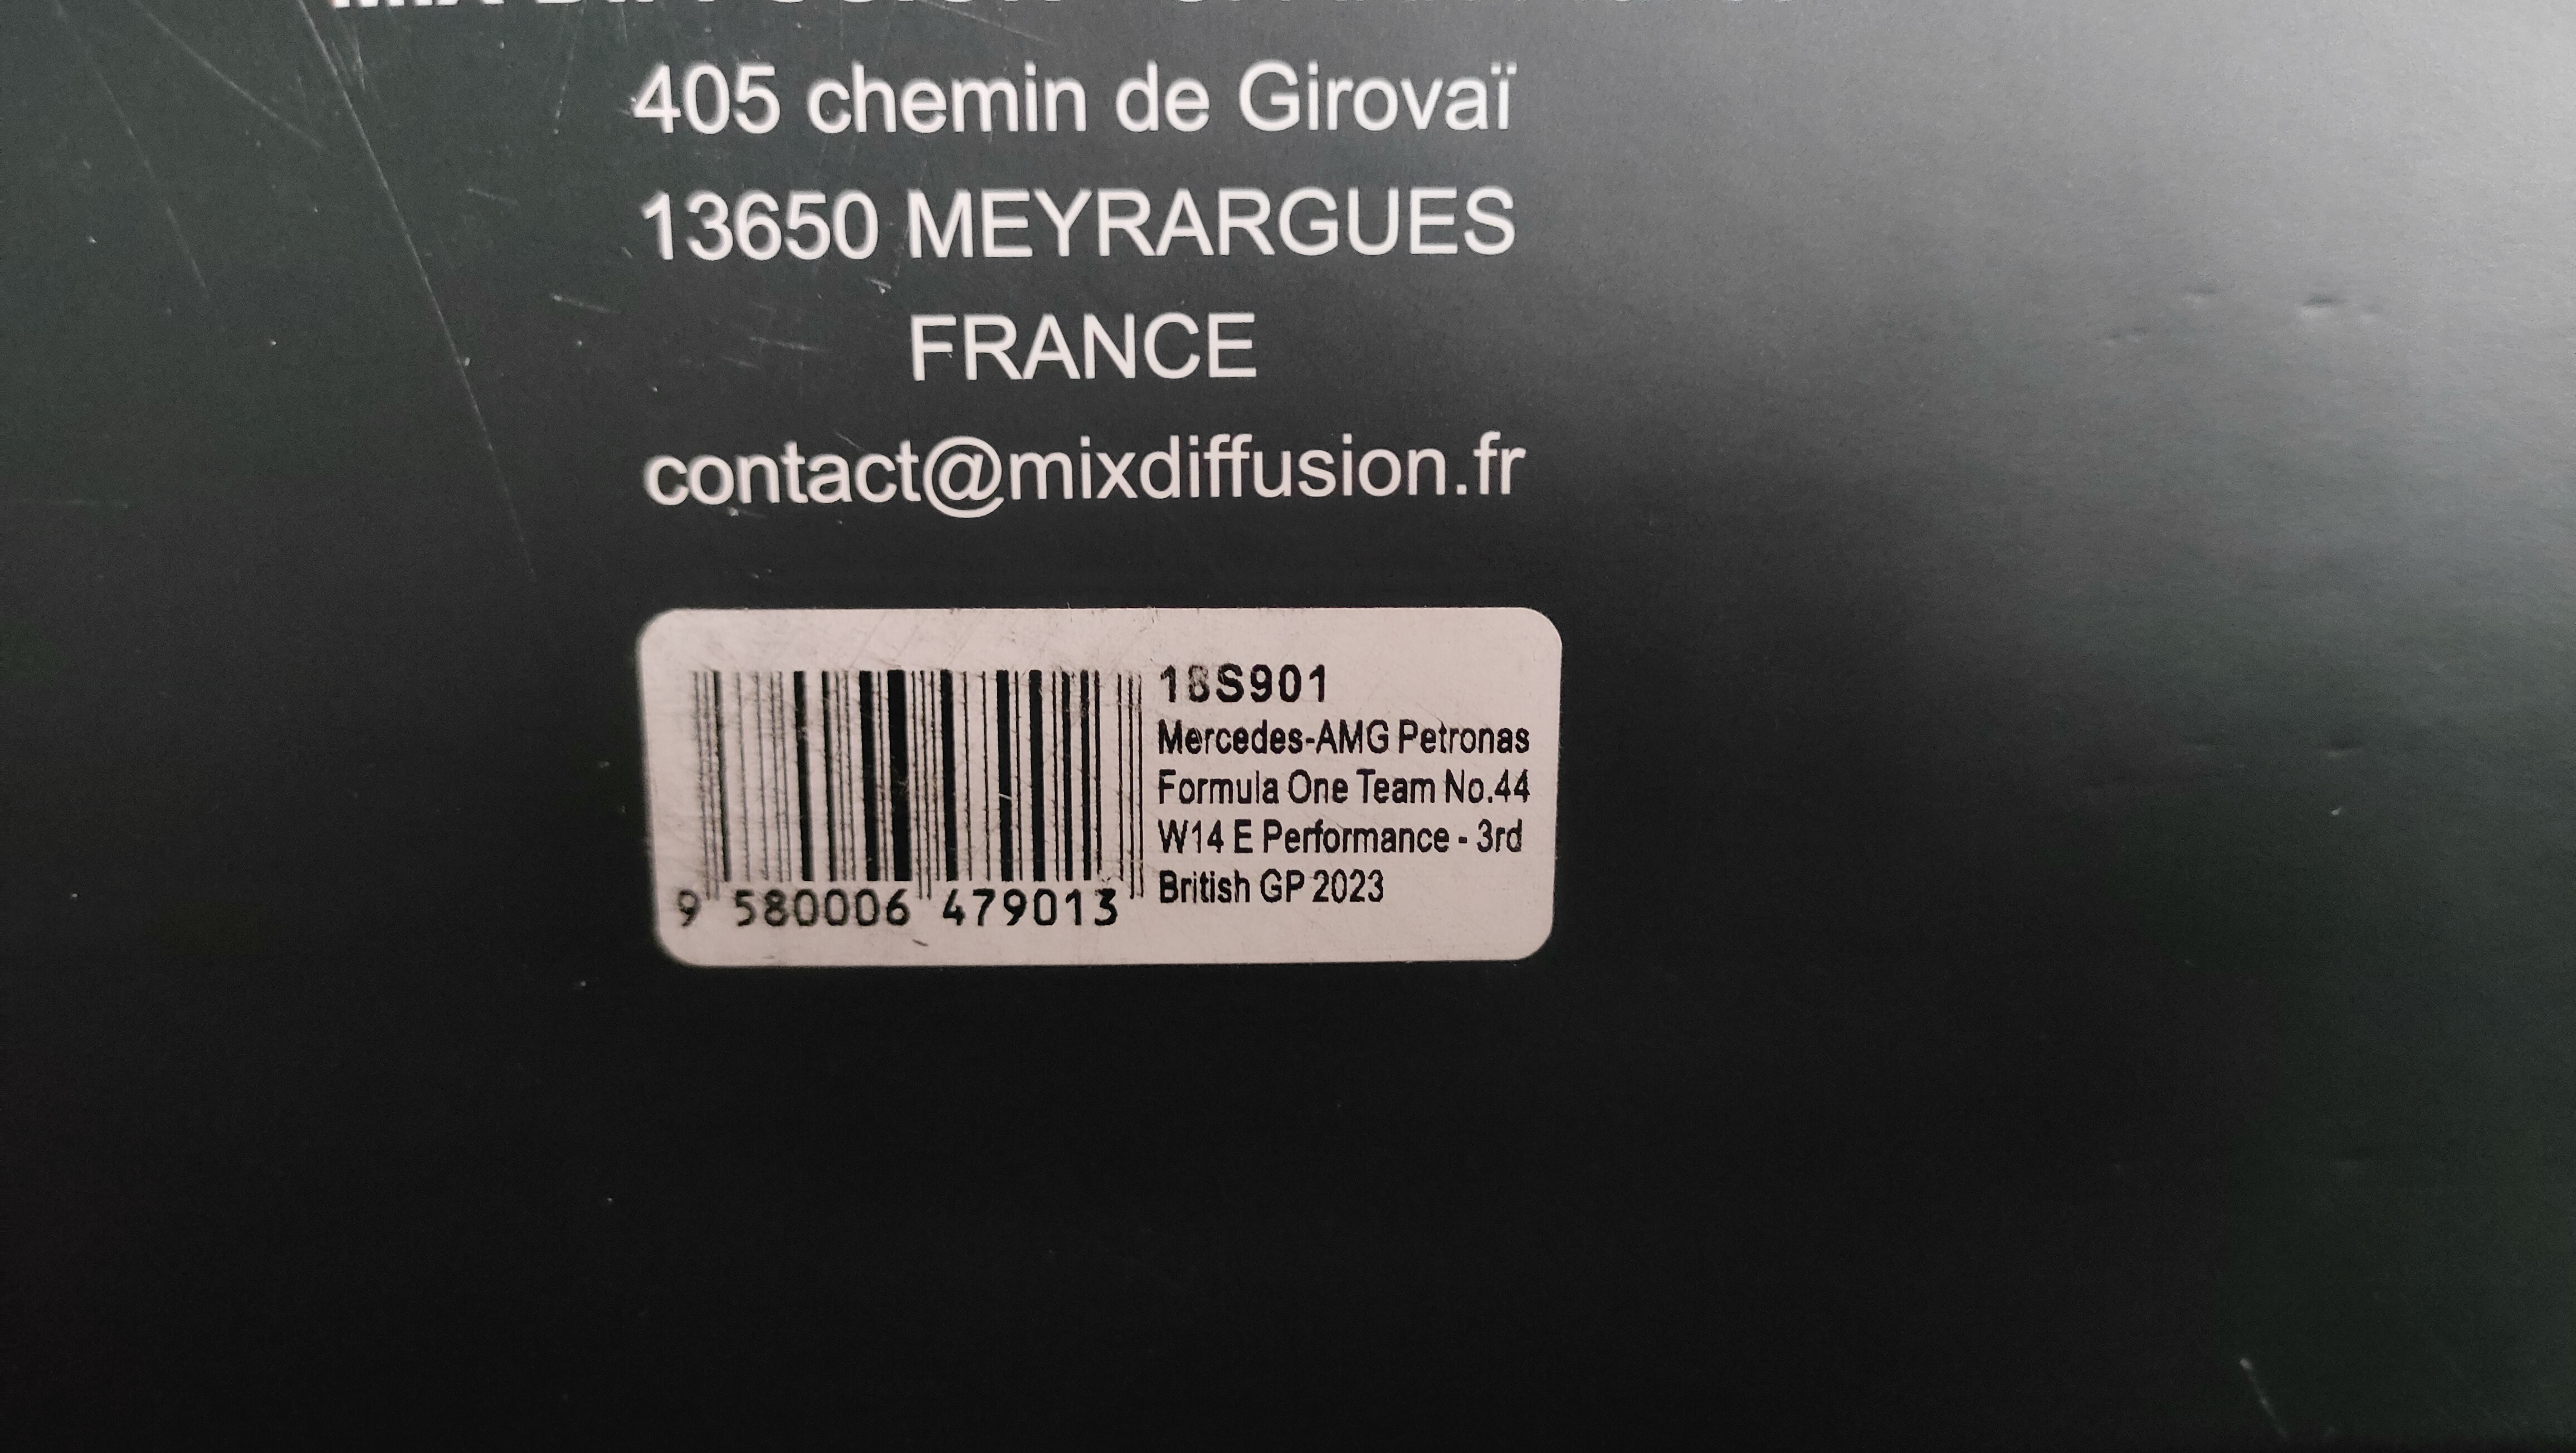 405 chemin de Girovaï
13650 MEYRARGUES
FRANCE
contact@mixdiffusion.fr
18S901
Mercedes-AMG Petronas
Formula One Team No.44
W14 E Performance - 3rd
British GP 2023
9 580006 479013